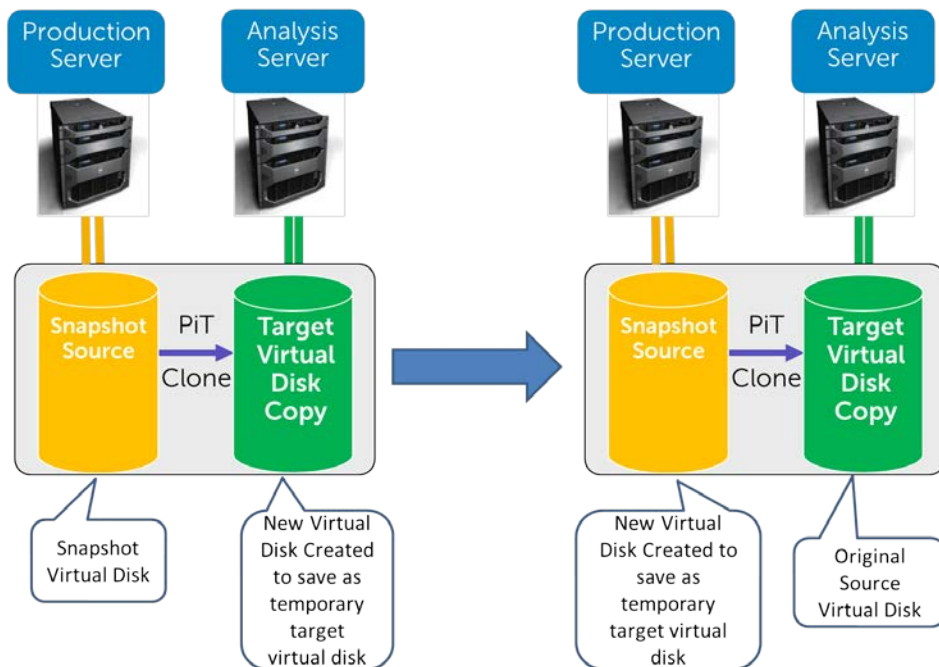 Production
Server
Analysis
Server
Snapshot
Source
PiT
Clone
Target
Virtual
Disk
Copy
Snapshot
Virtual Disk
New Virtual
Disk Created
to save as
temporary
target
virtual disk
Production
Server
Analysis
Server
Snapshot
Source
PiT
Clone
Target
Virtual
Disk
Copy
New Virtual
Disk Created to
save as
temporary
target virtual
disk
Original
Source
Virtual Disk